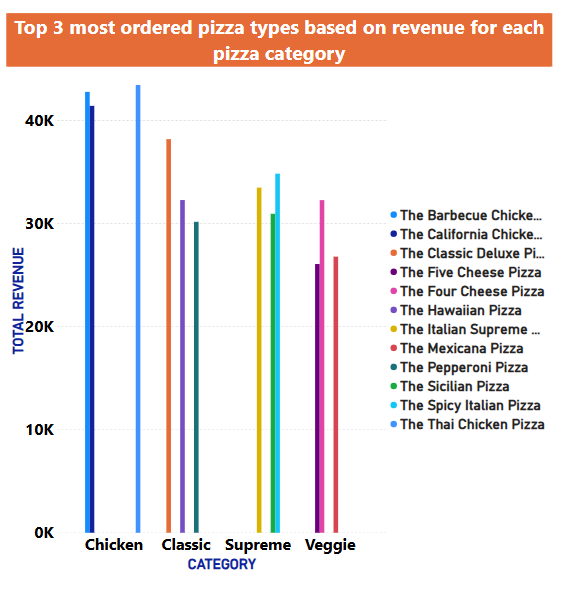 Top 3 most ordered pizza types based on revenue for each
pizza category
40K
30K
20K
10K
0K
TOTAL REVENUE
Chicken
Classic
Supreme
Veggie
CATEGORY
The Barbecue Chicke...
The California Chicke...
The Classic Deluxe Pi...
The Five Cheese Pizza
The Four Cheese Pizza
The Hawaiian Pizza
The Italian Supreme ...
The Mexicana Pizza
The Pepperoni Pizza
The Sicilian Pizza
The Spicy Italian Pizza
The Thai Chicken Pizza